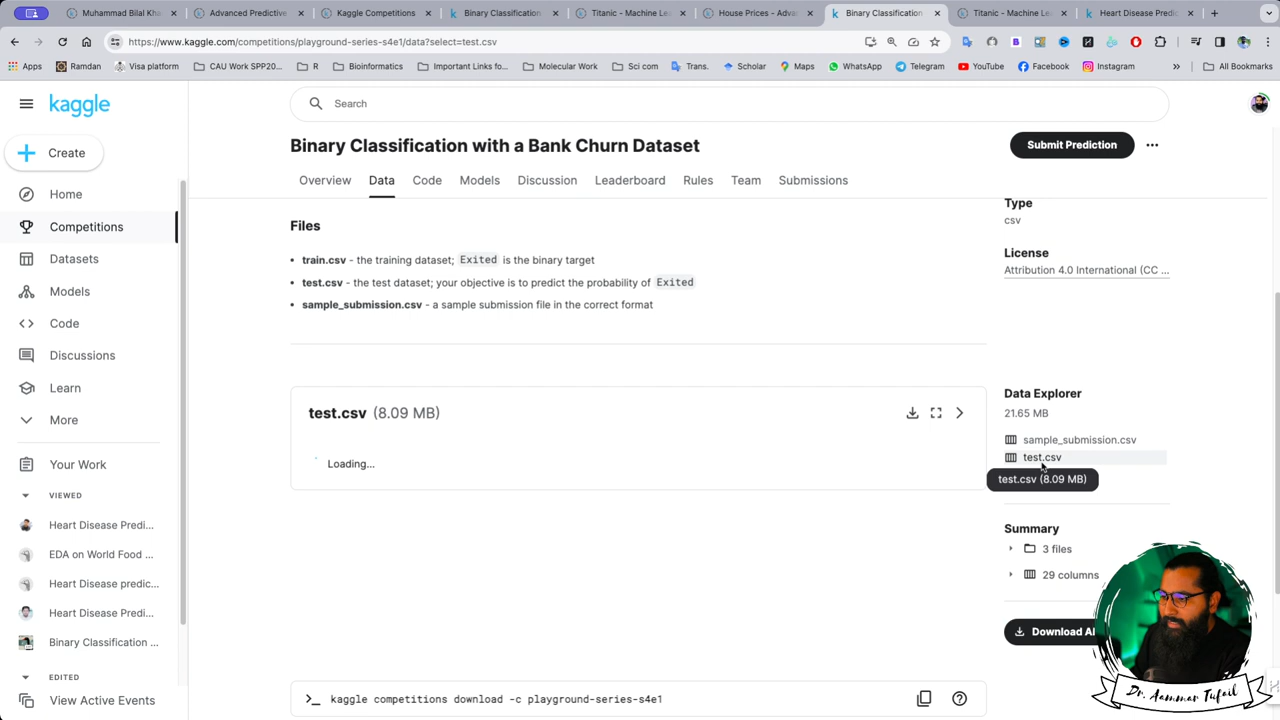 Muhammad Bilal Kha
Advanced Predictive
Kaggle Competitions
Binary Classification
Titanic - Machine Le
House Prices - Adva
Binary Classification
Titanic - Machine Le
Heart Disease Predic
https://www.kaggle.com/competitions/playground-series-s4e1/data?select=test.csv
Apps
Ramdan
Visa platform
CAU Work SPP20...
R
Bioinformatics
Important Links fo...
Molecular Work
Sci com
Trans.
Scholar
Maps
WhatsApp
Telegram
YouTube
Facebook
Instagram
»
All Bookmarks
kaggle
Search
Create
Binary Classification with a Bank Churn Dataset
Submit Prediction
Overview
Data
Code
Models
Discussion
Leaderboard
Rules
Team
Submissions
Home
Competitions
Datasets
Models
Code
Discussions
Learn
More
Your Work
VIEWED
Heart Disease Predi...
EDA on World Food ...
Heart Disease predic...
Heart Disease Predi...
Binary Classification ...
EDITED
View Active Events
Files
• train.csv - the training dataset; Exited is the binary target
• test.csv - the test dataset; your objective is to predict the probability of Exited
• sample_submission.csv - a sample submission file in the correct format
test.csv (8.09 MB)
Loading...
>_ kaggle competitions download -c playground-series-s4e1
Type
csv
License
Attribution 4.0 International (CC ...
Data Explorer
21.65 MB
sample_submission.csv
test.csv
test.csv (8.09 MB)
Summary
3 files
29 columns
Download Al
Dr. Aammar Tufail